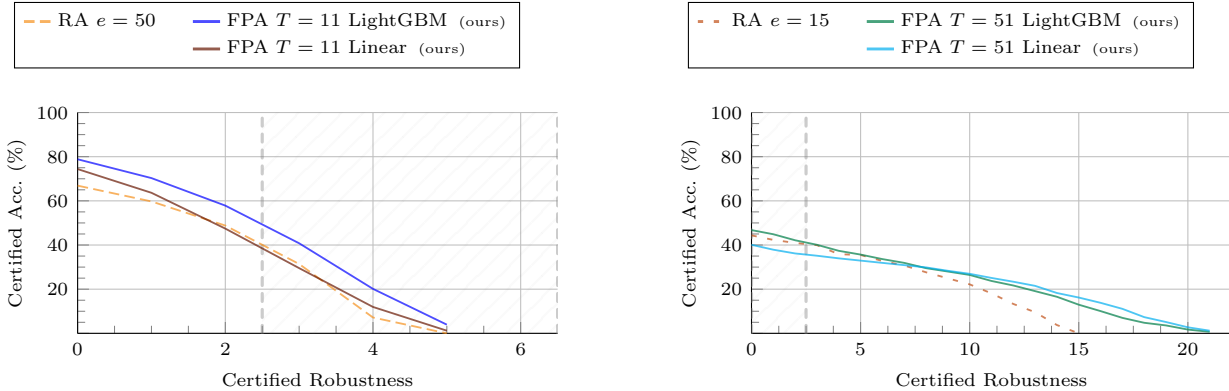 RA e = 50
FPA T = 11 LightGBM (ours)
FPA T = 11 Linear (ours)
100
80
60
40
20
0
2
4
6
Certified Acc. (%)
Certified Robustness
RA e = 15
FPA T = 51 LightGBM (ours)
FPA T = 51 Linear (ours)
100
80
60
40
20
0
5
10
15
20
Certified Acc. (%)
Certified Robustness